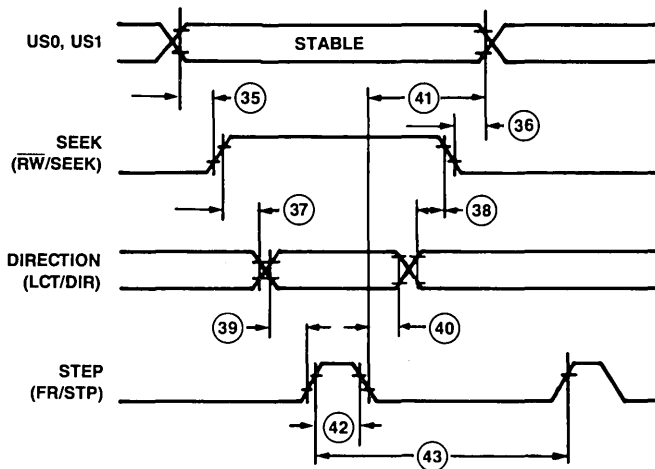 US0, US1
STABLE
35
41
36
SEEK
(RW/SEEK)
37
38
DIRECTION
(LCT/DIR)
39
40
STEP
(FR/STP)
42
43